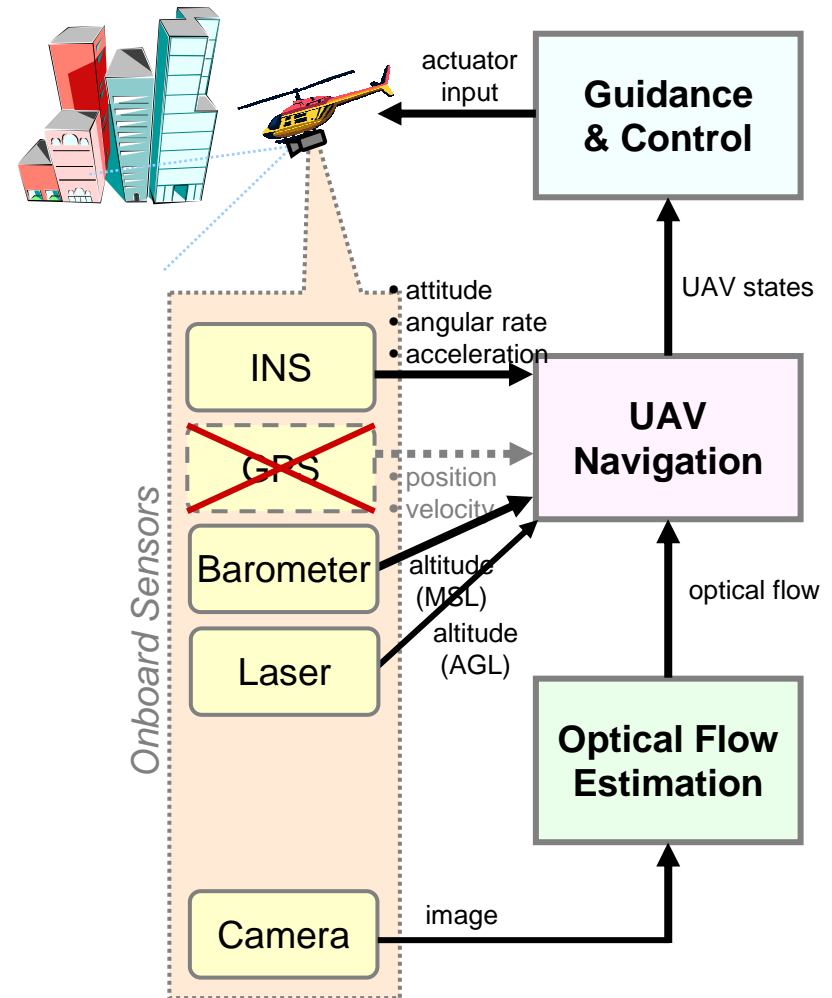 actuator
input
Guidance
& Control
UAV states
• attitude
• angular rate
• acceleration
INS
UAV
Navigation
GPS
• position
• velocity
Onboard Sensors
Barometer
altitude
(MSL)
optical flow
Laser
altitude
(AGL)
Optical Flow
Estimation
Camera
image